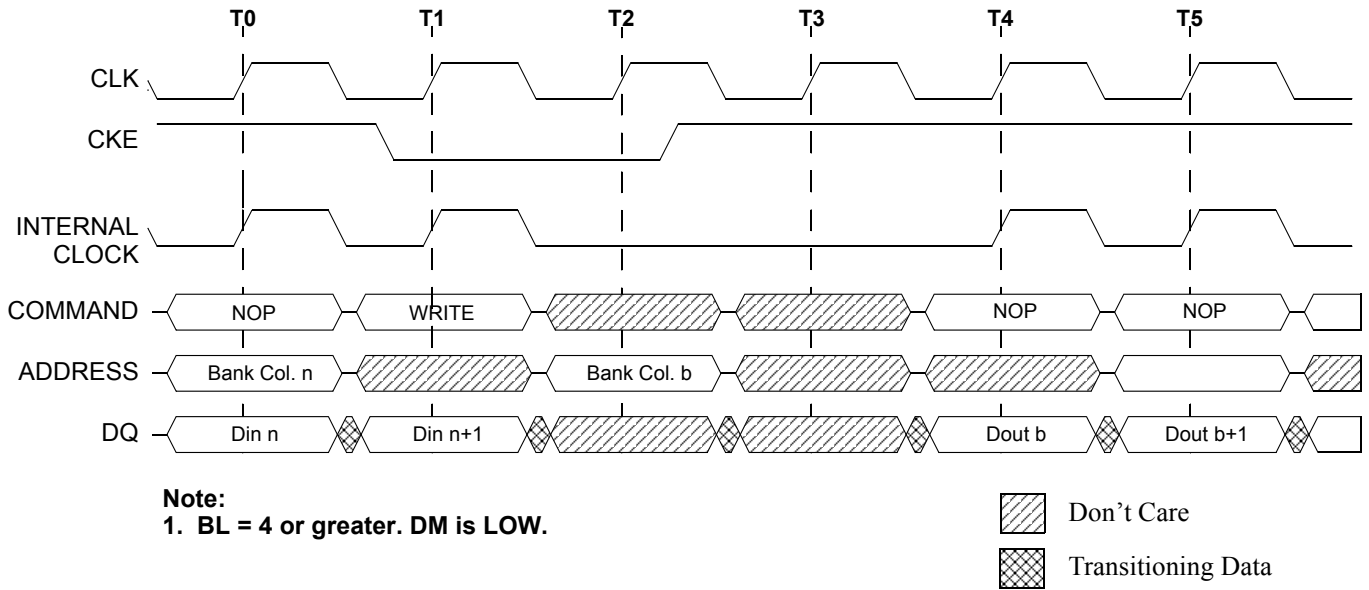 T0 T1 T2 T3 T4 T5
CLK
CKE
INTERNAL
CLOCK
COMMAND NOP WRITE NOP NOP
ADDRESS Bank Col. n Bank Col. b
DQ Din n Din n+1 Dout b Dout b+1
Note:
1. BL = 4 or greater. DM is LOW.
Don't Care
Transitioning Data